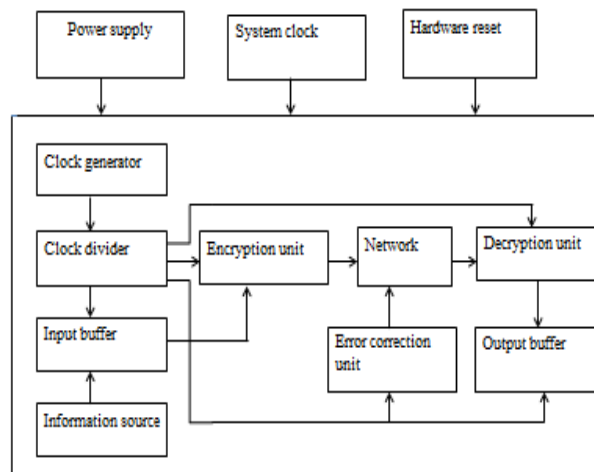 Power supply
System clock
Hardware reset
Clock generator
Clock divider
Encryption unit
Network
Decryption unit
Input buffer
Error correction
unit
Output buffer
Information source